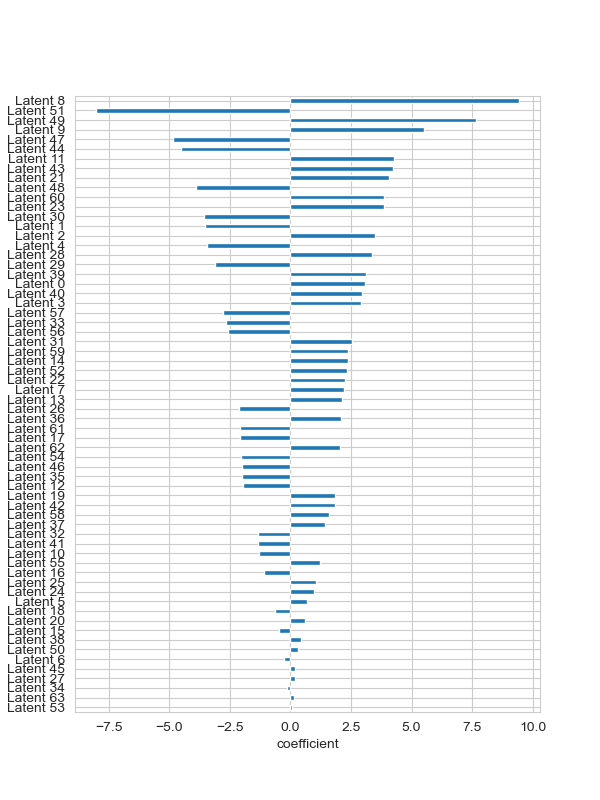 Latent 8
Latent 51
Latent 49
Latent 9
Latent 47
Latent 44
Latent 11
Latent 43
Latent 21
Latent 48
Latent 60
Latent 23
Latent 30
Latent 1
Latent 2
Latent 4
Latent 28
Latent 29
Latent 39
Latent 0
Latent 40
Latent 3
Latent 57
Latent 33
Latent 56
Latent 31
Latent 59
Latent 14
Latent 52
Latent 22
Latent 7
Latent 13
Latent 26
Latent 36
Latent 61
Latent 17
Latent 62
Latent 54
Latent 46
Latent 35
Latent 12
Latent 19
Latent 42
Latent 58
Latent 37
Latent 32
Latent 41
Latent 10
Latent 55
Latent 16
Latent 25
Latent 24
Latent 5
Latent 18
Latent 20
Latent 15
Latent 38
Latent 50
Latent 6
Latent 45
Latent 27
Latent 34
Latent 63
Latent 53
−7.5 −5.0 −2.5 0.0 2.5 5.0 7.5 10.0
coefficient